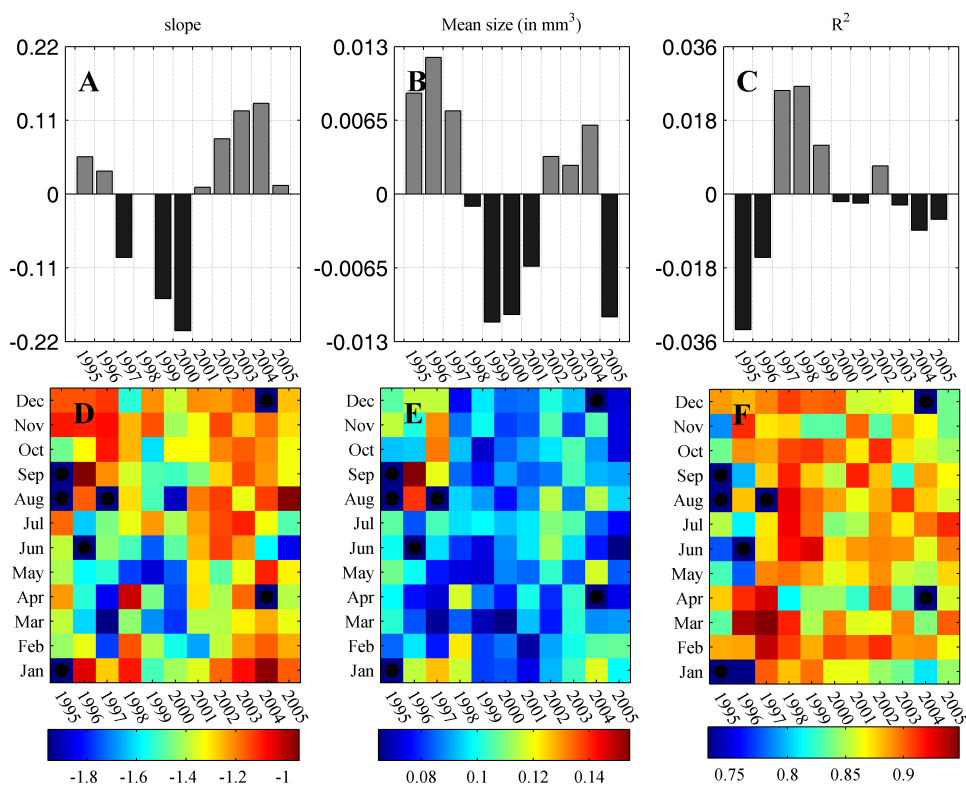 slope
Mean size (in mm³)
R²
0.22
0.11
0
-0.11
-0.22
A
0.013
0.0065
0
-0.0065
-0.013
B
0.036
0.018
0
-0.018
-0.036
C
1995 1996 1997 1998 1999 2000 2001 2002 2003 2004 2005
1995 1996 1997 1998 1999 2000 2001 2002 2003 2004 2005
1995 1996 1997 1998 1999 2000 2001 2002 2003 2004 2005
Dec
Nov
Oct
Sep
Aug
Jul
Jun
May
Apr
Mar
Feb
Jan
D
Dec
Nov
Oct
Sep
Aug
Jul
Jun
May
Apr
Mar
Feb
Jan
E
Dec
Nov
Oct
Sep
Aug
Jul
Jun
May
Apr
Mar
Feb
Jan
F
1995 1996 1997 1998 1999 2000 2001 2002 2003 2004 2005
1995 1996 1997 1998 1999 2000 2001 2002 2003 2004 2005
1995 1996 1997 1998 1999 2000 2001 2002 2003 2004 2005
-1.8 -1.6 -1.4 -1.2 -1
0.08 0.1 0.12 0.14
0.75 0.8 0.85 0.9